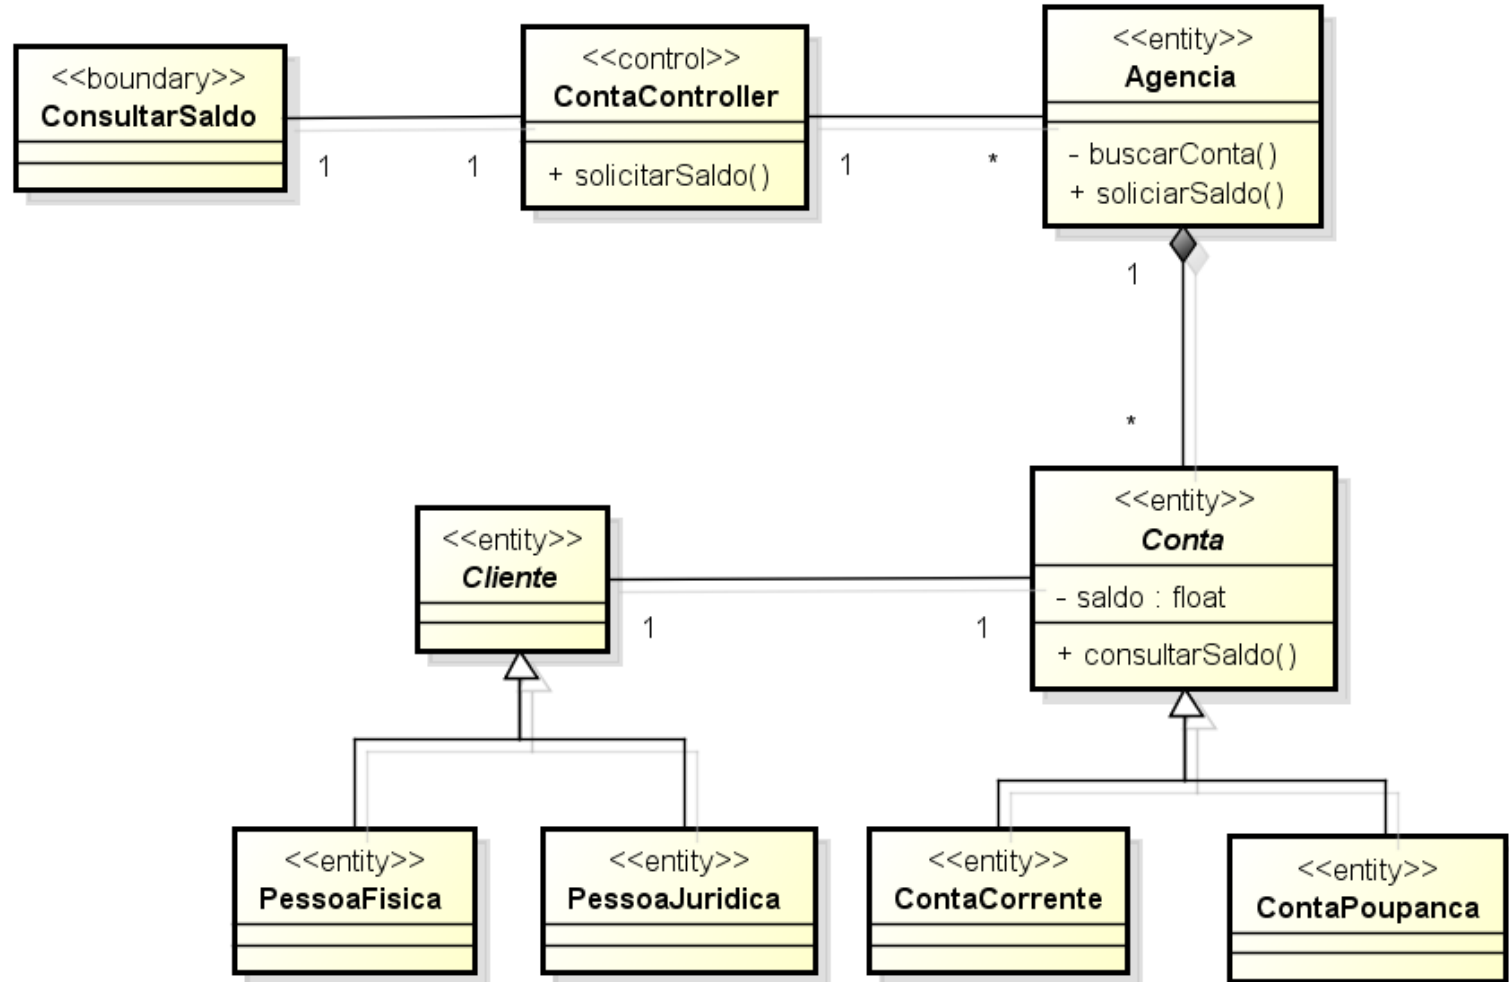 <<boundary>>
ConsultarSaldo
1
1
<<control>>
ContaController
+ solicitarSaldo()
1
*
<<entity>>
Agencia
- buscarConta()
+ soliciarSaldo()
1
*
<<entity>>
Cliente
1
1
<<entity>>
Conta
- saldo : float
+ consultarSaldo()
<<entity>>
PessoaFisica
<<entity>>
PessoaJuridica
<<entity>>
ContaCorrente
<<entity>>
ContaPoupanca